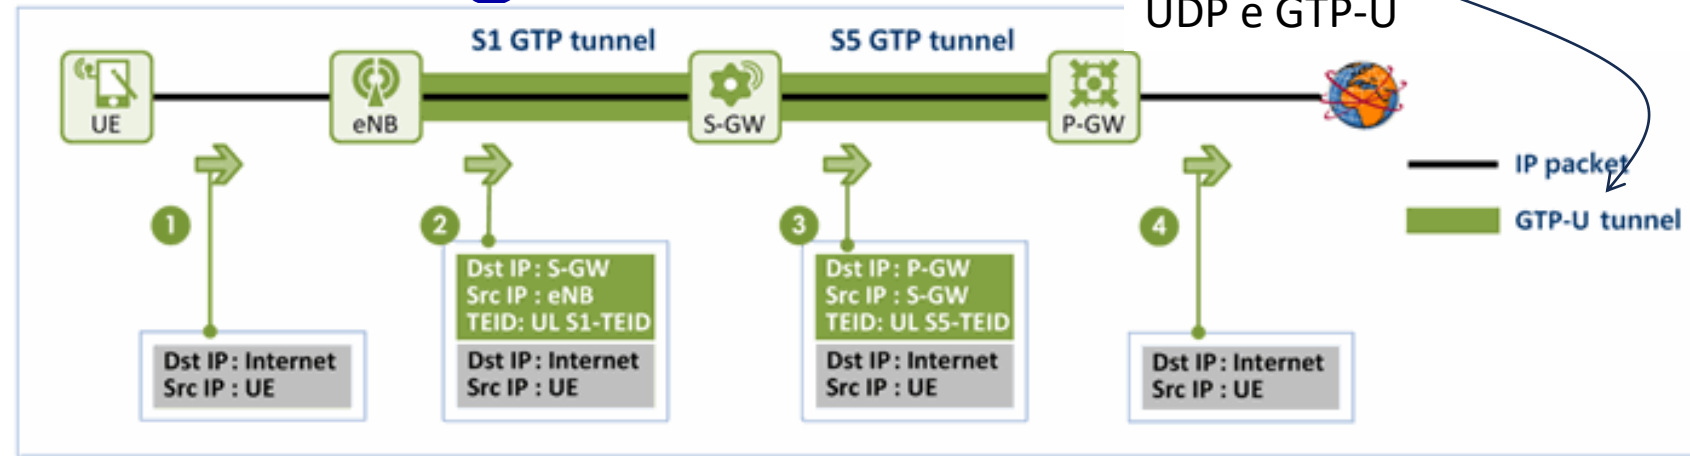 UDP e GTP-U
S1 GTP tunnel
S5 GTP tunnel
UE
eNB
S-GW
P-GW
IP packet
GTP-U tunnel
1
2
3
4
Dst IP : Internet
Src IP : UE
Dst IP : S-GW
Src IP : eNB
TEID: UL S1-TEID
Dst IP : Internet
Src IP : UE
Dst IP : P-GW
Src IP : S-GW
TEID: UL S5-TEID
Dst IP : Internet
Src IP : UE
Dst IP : Internet
Src IP : UE